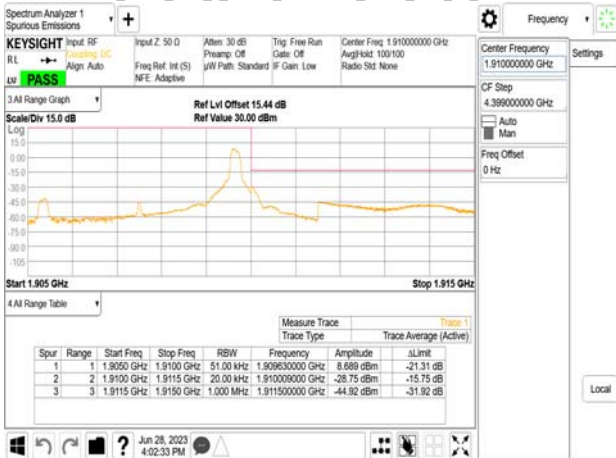 Spectrum Analyzer 1
Spurious Emissions
+
Frequency
Settings
KEYSIGHT
RL
LV PASS
Input: RF
Coupling: DC
Align: Auto
Input Z: 50 Ω
Freq Ref: Int (S)
NFE: Adaptive
Atten: 30 dB
Preamp: Off
µW Path: Standard
Trig: Free Run
Gate: Off
IF Gain: Low
Center Freq: 1.910000000 GHz
Avg|Hold: 100/100
Radio Std: None
Center Frequency
1.910000000 GHz
CF Step
4.399000000 GHz
Auto
Man
Freq Offset
0 Hz
Local
3 All Range Graph
Scale/Div 15.0 dB
Ref Lvl Offset 15.44 dB
Ref Value 30.00 dBm
Log
15.0
0.00
-15.0
-30.0
-45.0
-60.0
-75.0
-90.0
-105
Start 1.905 GHz
Stop 1.915 GHz
4 All Range Table
Measure Trace Trace 1
Trace Type Trace Average (Active)
Spur Range Start Freq Stop Freq RBW Frequency Amplitude ΔLimit
1 1 1.9050 GHz 1.9100 GHz 51.00 kHz 1.909630000 GHz 8.689 dBm -21.31 dB
2 2 1.9100 GHz 1.9115 GHz 20.00 kHz 1.910009000 GHz -28.75 dBm -15.75 dB
3 3 1.9115 GHz 1.9150 GHz 1.000 MHz 1.911500000 GHz -44.92 dBm -31.92 dB
?
Jun 28, 2023
4:02:33 PM